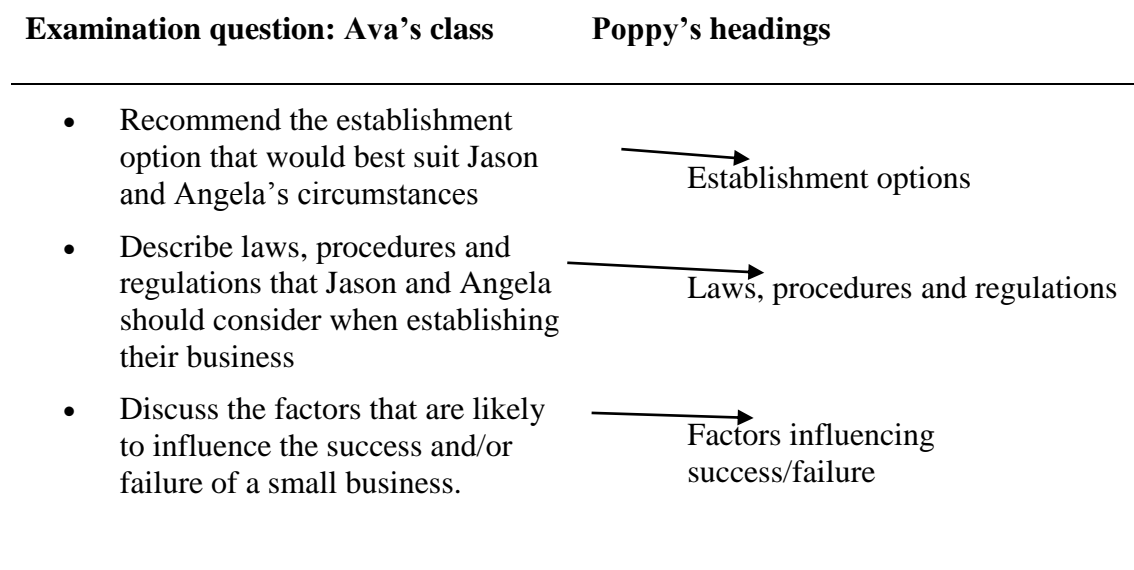 Examination question: Ava’s class Poppy’s headings
• Recommend the establishment
option that would best suit Jason
and Angela’s circumstances
Establishment options
• Describe laws, procedures and
regulations that Jason and Angela
should consider when establishing
their business
Laws, procedures and regulations
• Discuss the factors that are likely
to influence the success and/or
failure of a small business.
Factors influencing
success/failure